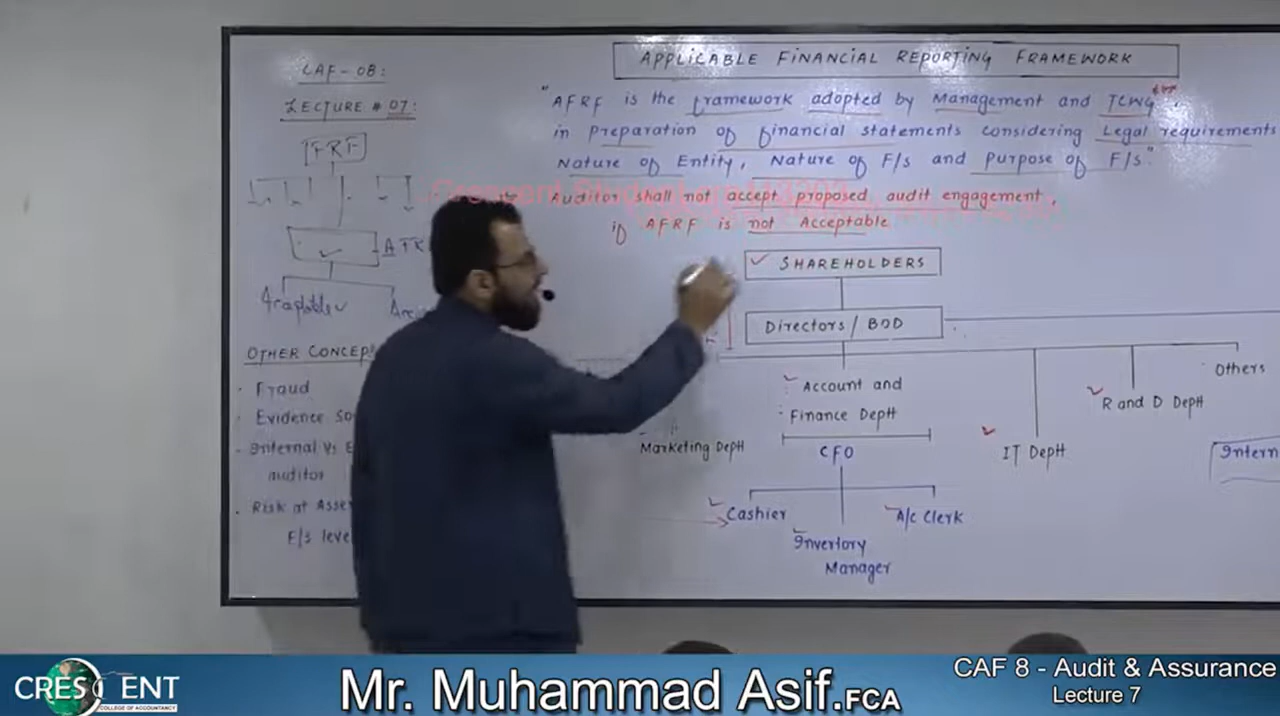 CAF - 08:
LECTURE # 07:
FRF
Acceptable
OTHER CONCEP
Fraud
Evidence So
Internal Vs E
auditor
Risk at Asse
F/s leve
APPLICABLE FINANCIAL REPORTING FRAMEWORK
"AFRF is the framework adopted by Management and TCWG
in Preparation of financial statements considering Legal requirements
Nature of Entity, Nature of F/s and Purpose of F/s"
Auditor shall not accept proposed audit engagement,
if AFRF is not Acceptable
SHAREHOLDERS
Directors/ BOD
Others
Account and
Finance Deptt
R and D Deptt
Marketing Deptt
CFO
IT Deptt
Intern
Cashier
A/c Clerk
Inventory
Manager
CRESCENT
COLLEGE OF ACCOUNTANCY
Mr. Muhammad Asif.FCA
CAF 8 - Audit & Assurance
Lecture 7